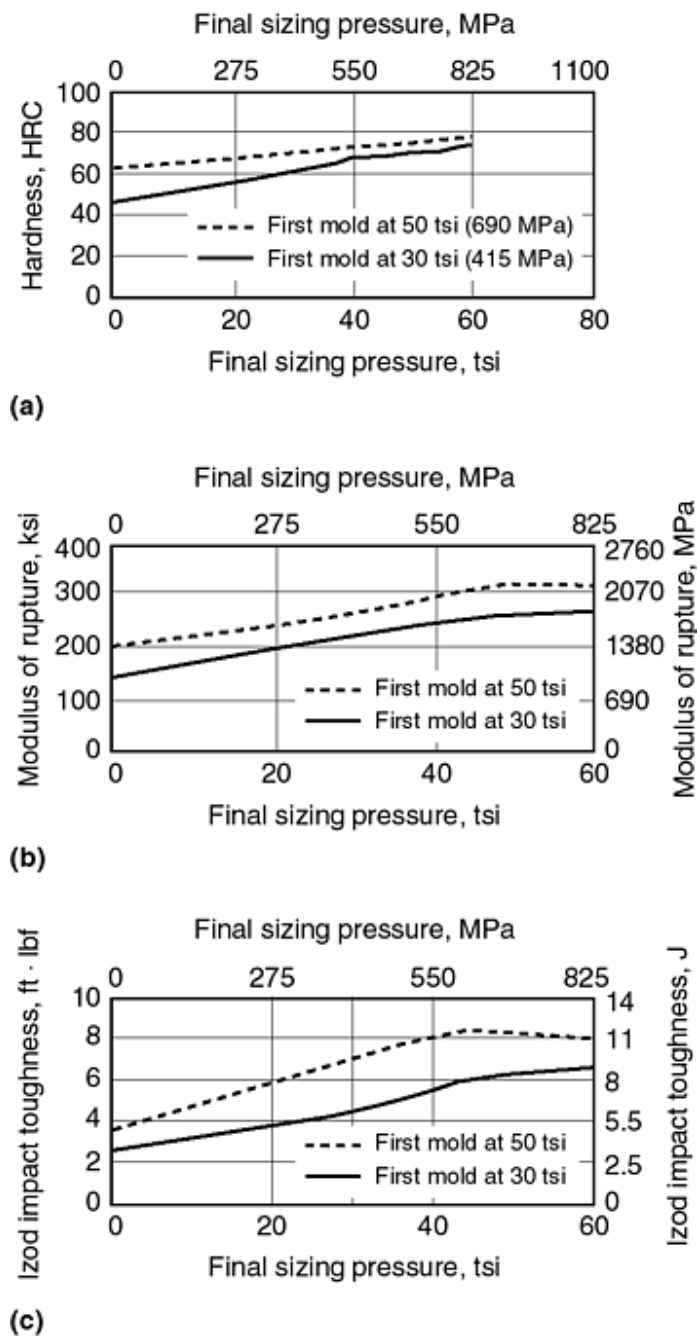 Final sizing pressure, MPa
0 275 550 825 1100
Hardness, HRC
100
80
60
40
20
0
First mold at 50 tsi (690 MPa)
First mold at 30 tsi (415 MPa)
0 20 40 60 80
Final sizing pressure, tsi
(a)
Final sizing pressure, MPa
0 275 550 825
Modulus of rupture, ksi
400
300
200
100
0
2760
2070
1380
690
0
Modulus of rupture, MPa
First mold at 50 tsi
First mold at 30 tsi
0 20 40 60
Final sizing pressure, tsi
(b)
Final sizing pressure, MPa
0 275 550 825
Izod impact toughness, ft · lbf
10
8
6
4
2
0
14
11
8
5.5
2.5
0
Izod impact toughness, J
First mold at 50 tsi
First mold at 30 tsi
0 20 40 60
Final sizing pressure, tsi
(c)